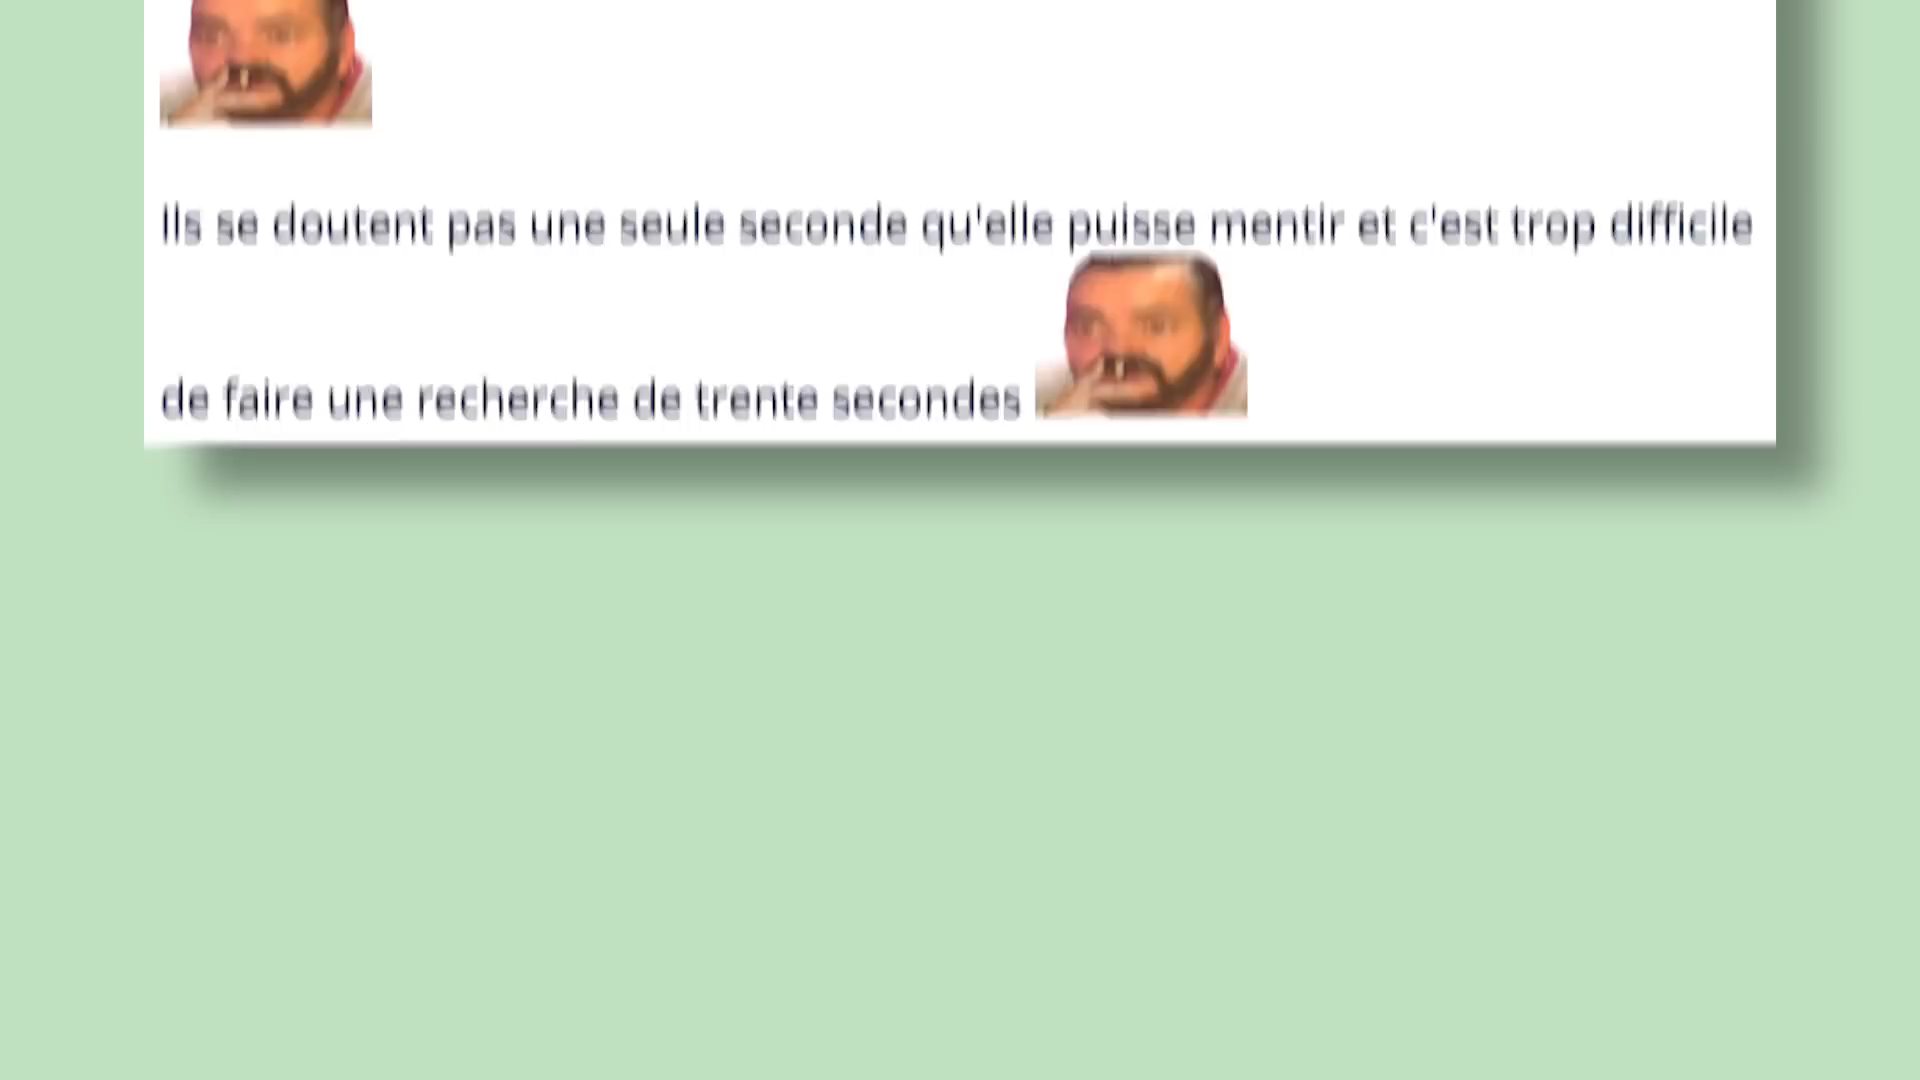 Ils se doutent pas une seule seconde qu'elle puisse mentir et c'est trop difficile
de faire une recherche de trente secondes